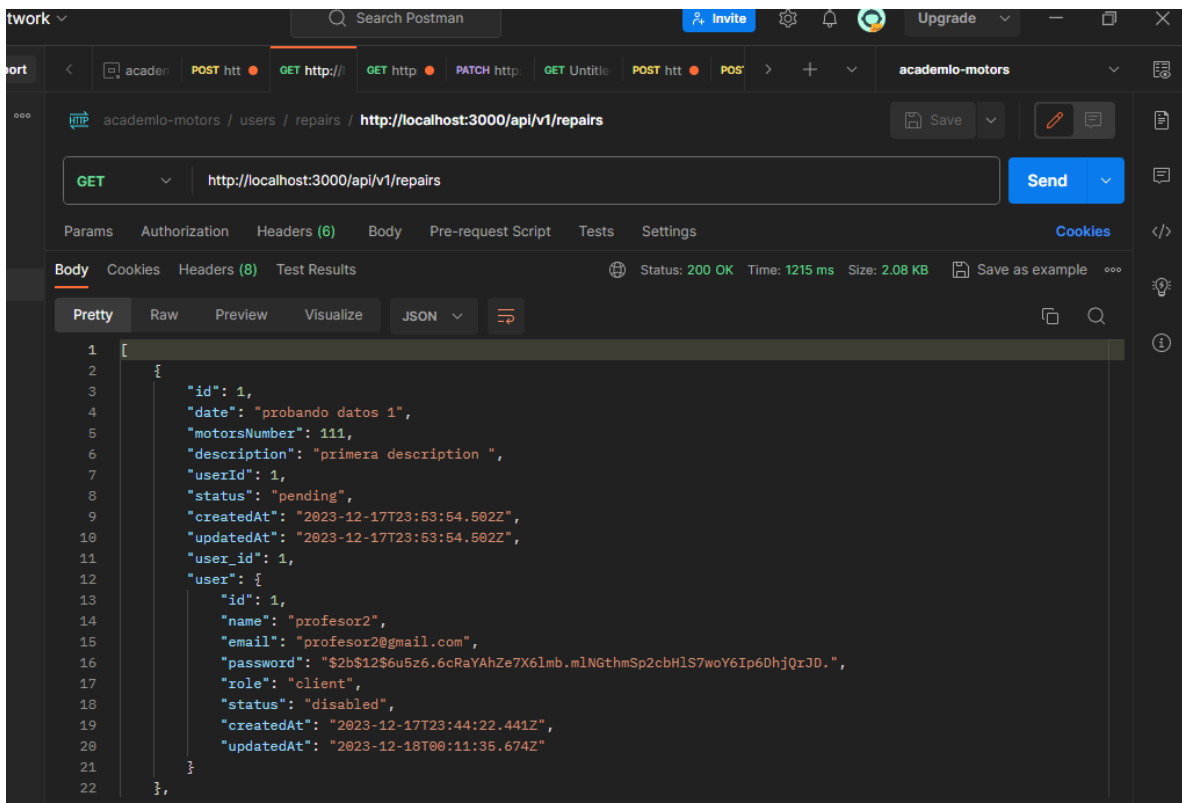 twork
Search Postman
Invite
Upgrade
port
academ
POST htt
GET http://l
GET http:
PATCH http:
GET Untitle
POST htt
POS
academlo-motors
HTTP academlo-motors / users / repairs / http://localhost:3000/api/v1/repairs
Save
GET
http://localhost:3000/api/v1/repairs
Send
Params Authorization Headers (6) Body Pre-request Script Tests Settings
Cookies
</>
Body Cookies Headers (8) Test Results
Status: 200 OK Time: 1215 ms Size: 2.08 KB
Save as example
Pretty Raw Preview Visualize JSON
1 [
2 {
3 "id": 1,
4 "date": "probando datos 1",
5 "motorsNumber": 111,
6 "description": "primera description ",
7 "userId": 1,
8 "status": "pending",
9 "createdAt": "2023-12-17T23:53:54.502Z",
10 "updatedAt": "2023-12-17T23:53:54.502Z",
11 "user_id": 1,
12 "user": {
13 "id": 1,
14 "name": "profesor2",
15 "email": "profesor2@gmail.com",
16 "password": "$2b$12$6u5z6.6cRaYAhZe7X6lmb.mlNGthmSp2cbHlS7woY6Ip6DhjQrJD.",
17 "role": "client",
18 "status": "disabled",
19 "createdAt": "2023-12-17T23:44:22.441Z",
20 "updatedAt": "2023-12-18T00:11:35.674Z"
21 }
22 },